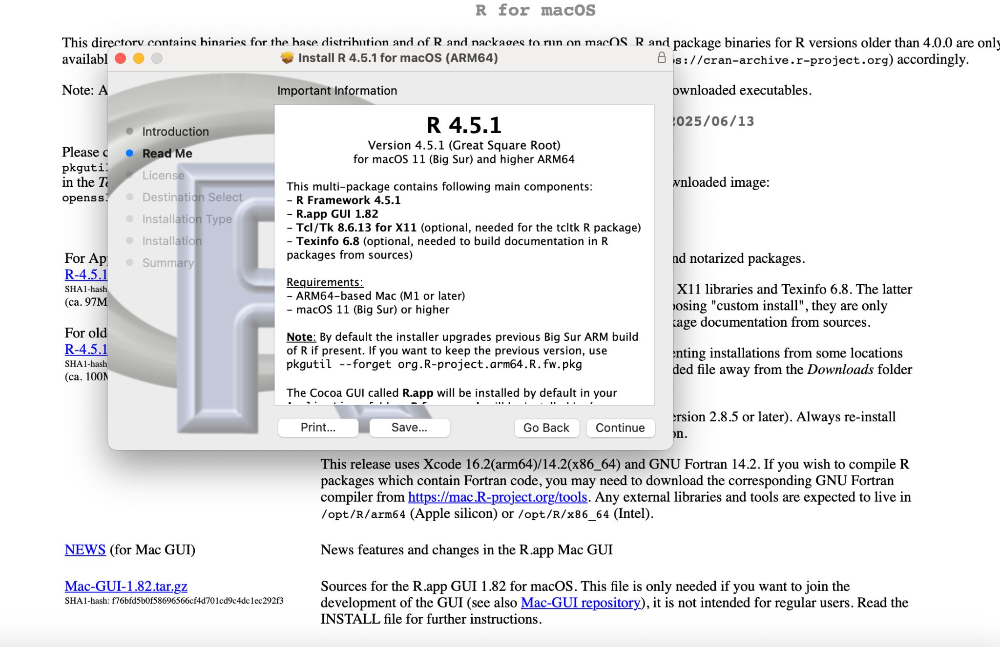 R for macOS
This directory contains binaries for the base distribution and of R and packages to run on macOS. R and package binaries for R versions older than 4.0.0 are only
availabl
s://cran-archive.r-project.org) accordingly.
Install R 4.5.1 for macOS (ARM64)
Note: A
ownloaded executables.
2025/06/13
Please c
pkgutil
in the Te
openssl
wnloaded image:
For App
R-4.5.1
SHA1-hash
(ca. 97M
nd notarized packages.
X11 libraries and Texinfo 6.8. The latter
oosing "custom install", they are only
kage documentation from sources.
For old
R-4.5.1
SHA1-hash
(ca. 100M
enting installations from some locations
ded file away from the Downloads folder
ersion 2.8.5 or later). Always re-install
on.
Introduction
Read Me
License
Destination Select
Installation Type
Installation
Summary
Important Information
R 4.5.1
Version 4.5.1 (Great Square Root)
for macOS 11 (Big Sur) and higher ARM64
This multi-package contains following main components:
- R Framework 4.5.1
- R.app GUI 1.82
- Tcl/Tk 8.6.13 for X11 (optional, needed for the tcltk R package)
- Texinfo 6.8 (optional, needed to build documentation in R
packages from sources)
Requirements:
- ARM64-based Mac (M1 or later)
- macOS 11 (Big Sur) or higher
Note: By default the installer upgrades previous Big Sur ARM build
of R if present. If you want to keep the previous version, use
pkgutil --forget org.R-project.arm64.R.fw.pkg
The Cocoa GUI called R.app will be installed by default in your
Print...
Save...
Go Back
Continue
This release uses Xcode 16.2(arm64)/14.2(x86_64) and GNU Fortran 14.2. If you wish to compile R
packages which contain Fortran code, you may need to download the corresponding GNU Fortran
compiler from https://mac.R-project.org/tools. Any external libraries and tools are expected to live in
/opt/R/arm64 (Apple silicon) or /opt/R/x86_64 (Intel).
NEWS (for Mac GUI)
News features and changes in the R.app Mac GUI
Mac-GUI-1.82.tar.gz
SHA1-hash: f76bfd5b0f58696566cf4d701cd9c4dc1ec292f3
Sources for the R.app GUI 1.82 for macOS. This file is only needed if you want to join the
development of the GUI (see also Mac-GUI repository), it is not intended for regular users. Read the
INSTALL file for further instructions.